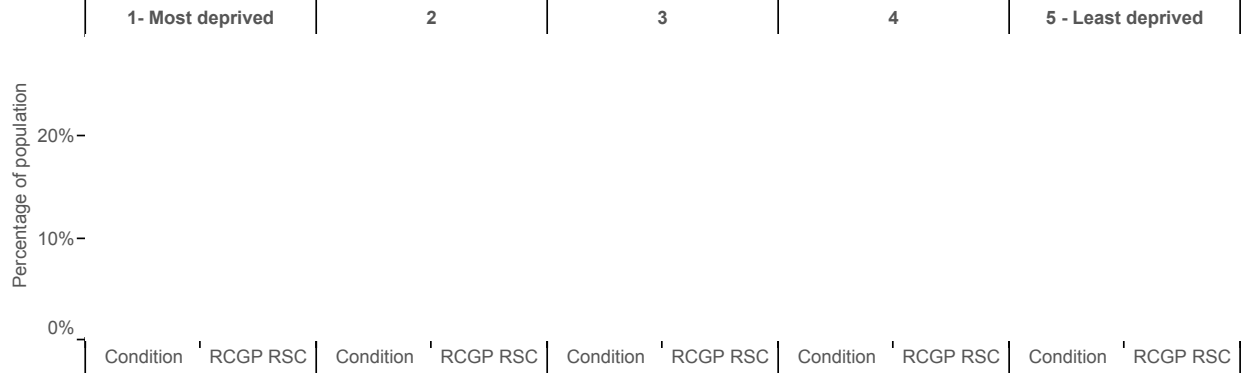 1- Most deprived 2 3 4 5 - Least deprived
Percentage of population
20%
10%
0%
Condition RCGP RSC Condition RCGP RSC Condition RCGP RSC Condition RCGP RSC Condition RCGP RSC